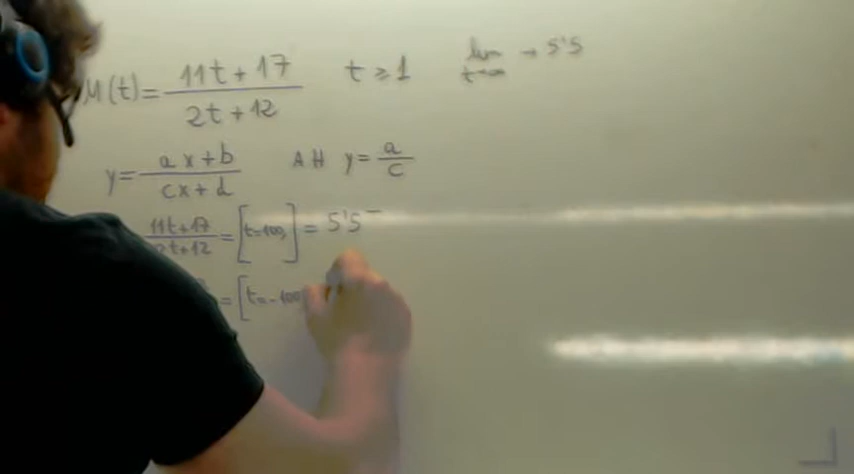 M(t) = 11t + 17 / 2t + 12 t ≥ 1 lim t→∞ → 5'5
y = ax + b / cx + d AH y = a / c
11t + 17 / 2t + 12 = [t=100,] = 5'5⁻
= [t=-100